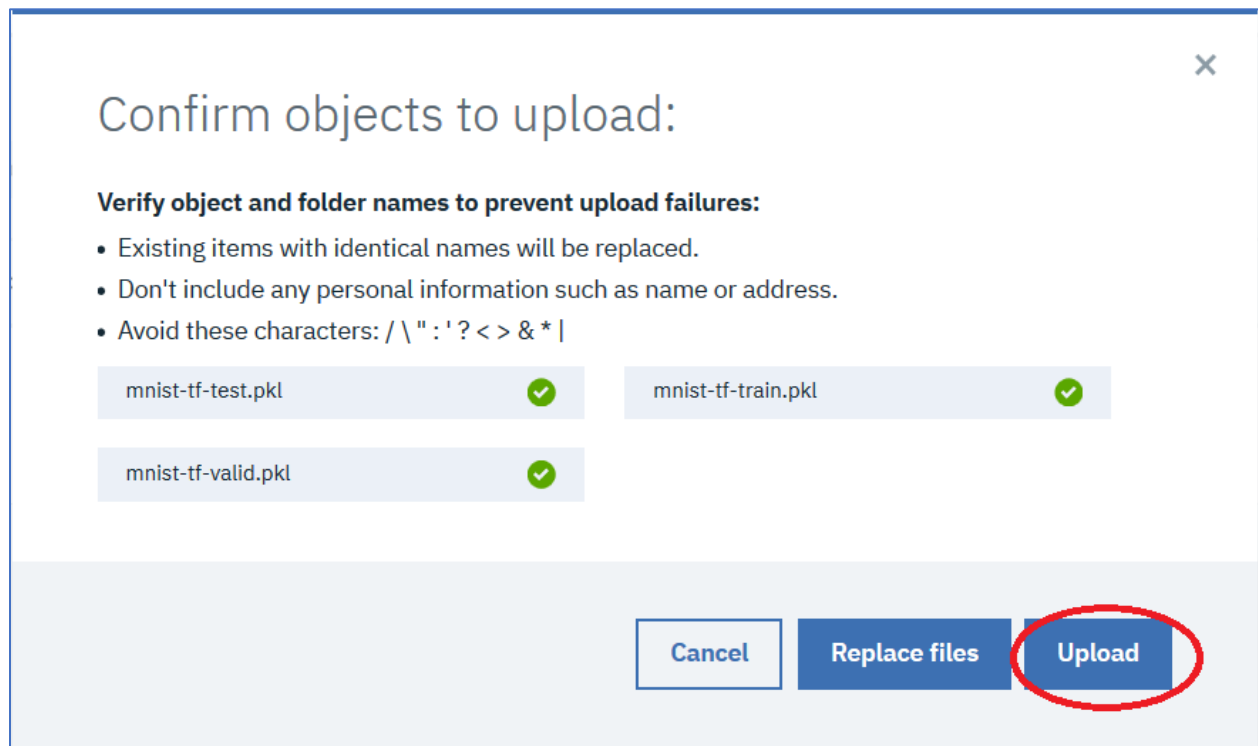 Confirm objects to upload:
Verify object and folder names to prevent upload failures:
• Existing items with identical names will be replaced.
• Don't include any personal information such as name or address.
• Avoid these characters: / \ " : ' ? < > & * |
mnist-tf-test.pkl
mnist-tf-train.pkl
mnist-tf-valid.pkl
Cancel
Replace files
Upload